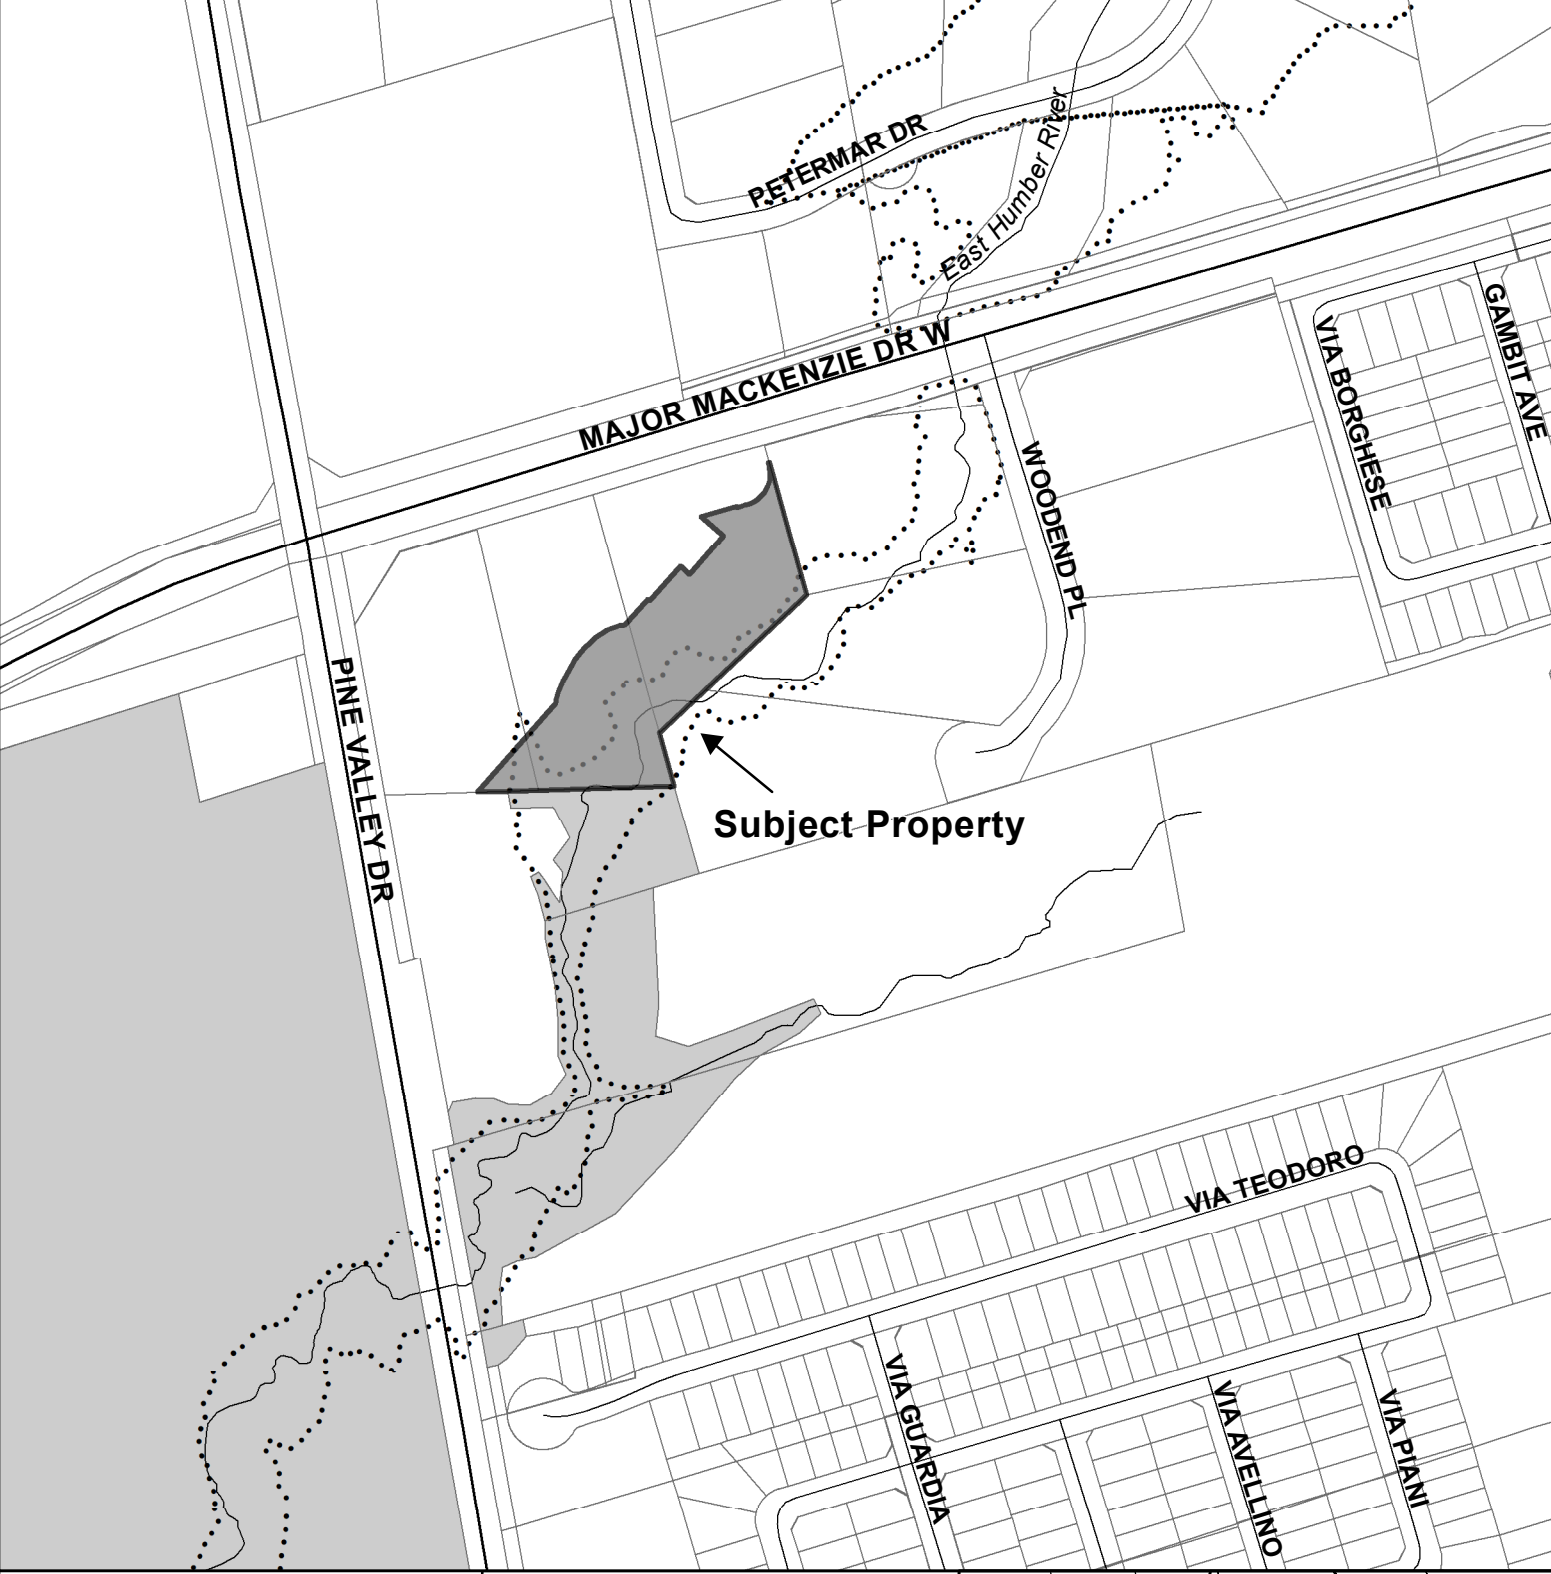 PETERMAR DR
East Humber River
MAJOR MACKENZIE DR W
GAMBIT AVE
VIA BORGHESE
WOODEND PL
PINE VALLEY DR
Subject Property
VIA TEODORO
VIA GUARDIA
VIA AVELLINO
VIA PIANI